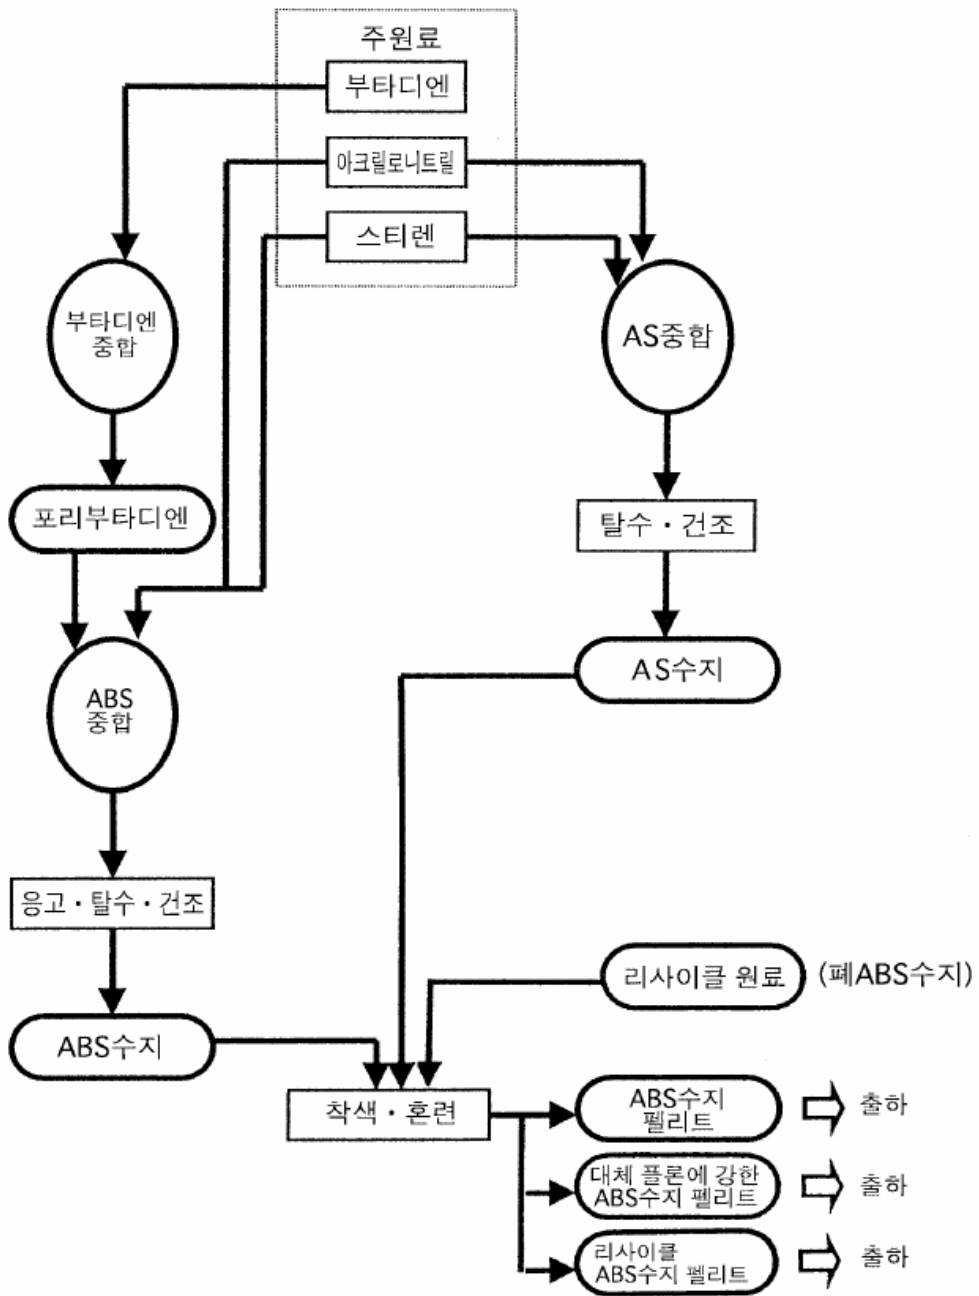 주원료
부타디엔
아크릴로니트릴
스티렌
부타디엔
중합
AS중합
포리부타디엔
탈수・건조
AS수지
ABS
중합
응고・탈수・건조
리사이클 원료 (폐ABS수지)
ABS수지
착색・혼련
ABS수지
펠리트
출하
대체 플론에 강한
ABS수지 펠리트
출하
리사이클
ABS수지 펠리트
출하